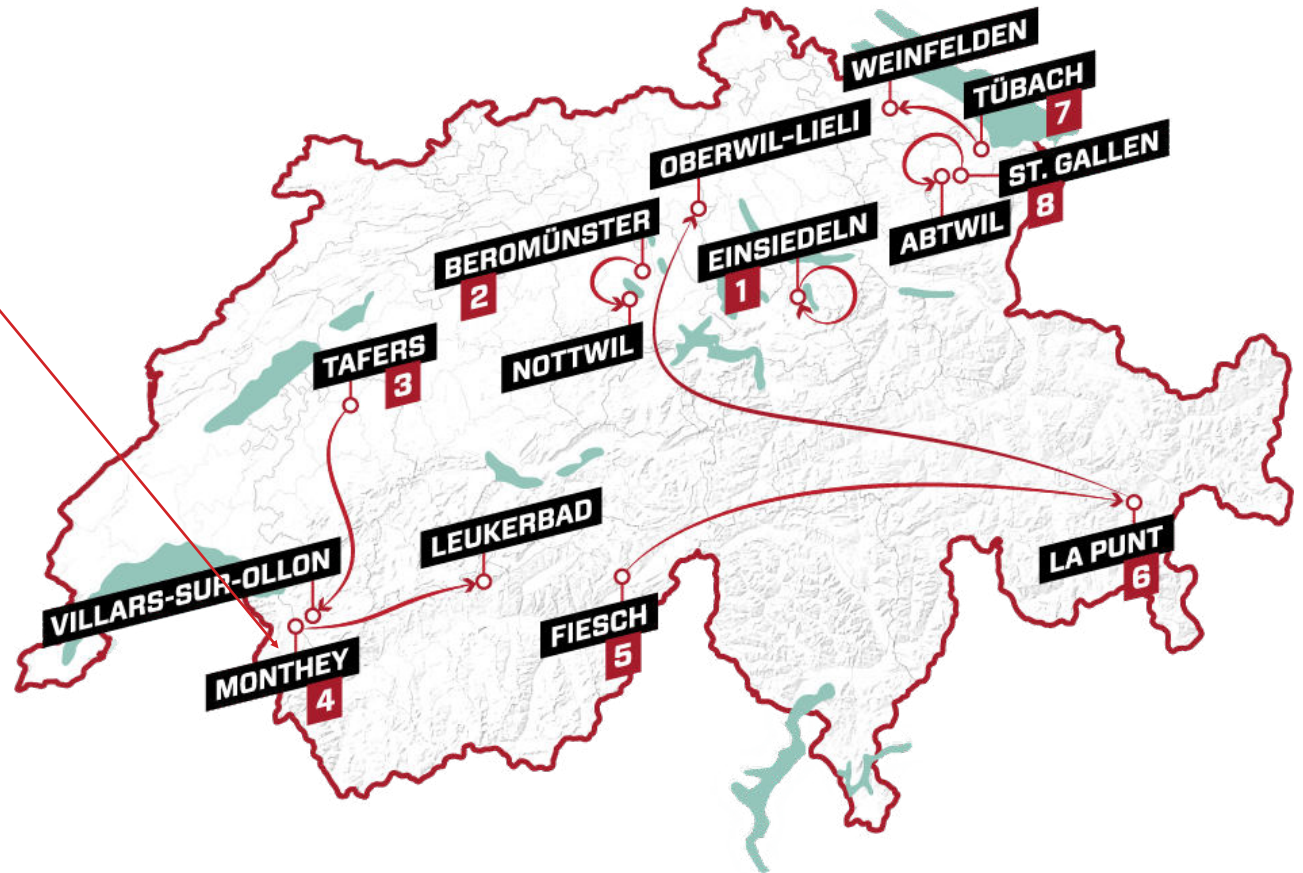 WEINFELDEN
TÜBACH
7
OBERWIL-LIELI
ST. GALLEN
8
BEROMÜNSTER
2
EINSIEDELN
1
ABTWIL
TAFERS
3
NOTTWIL
LEUKERBAD
VILLARS-SUR-OLLON
LA PUNT
6
FIESCH
5
MONTHEY
4